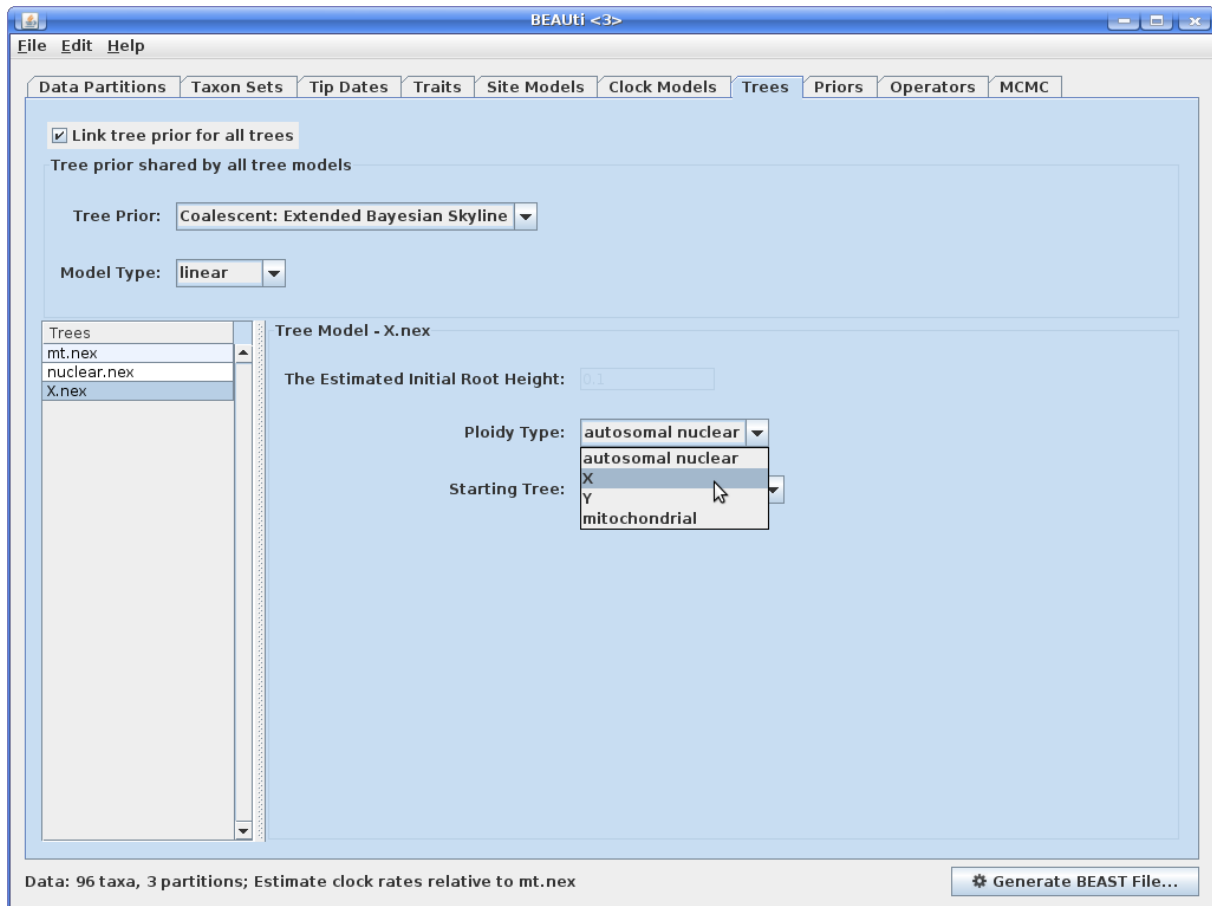 BEAUti <3>
File Edit Help
Data Partitions Taxon Sets Tip Dates Traits Site Models Clock Models Trees Priors Operators MCMC
Link tree prior for all trees
Tree prior shared by all tree models
Tree Prior: Coalescent: Extended Bayesian Skyline
Model Type: linear
Trees
mt.nex
nuclear.nex
X.nex
Tree Model - X.nex
The Estimated Initial Root Height: 0.1
Ploidy Type: autosomal nuclear
autosomal nuclear
X
Y
mitochondrial
Starting Tree:
Data: 96 taxa, 3 partitions; Estimate clock rates relative to mt.nex
Generate BEAST File...